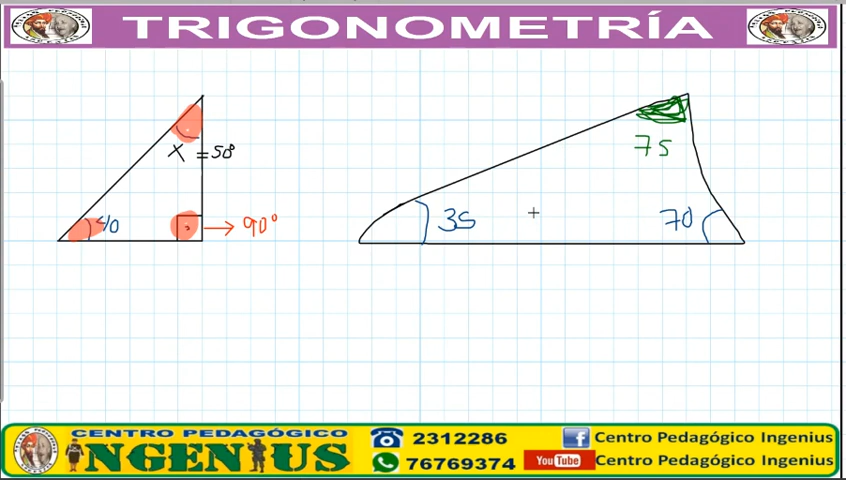 TRIGONOMETRÍA
X = 50°
40
90°
75
35
70
CENTRO PEDAGÓGICO
INGENIUS
2312286
76769374
Centro Pedagógico Ingenius
YouTube Centro Pedagógico Ingenius